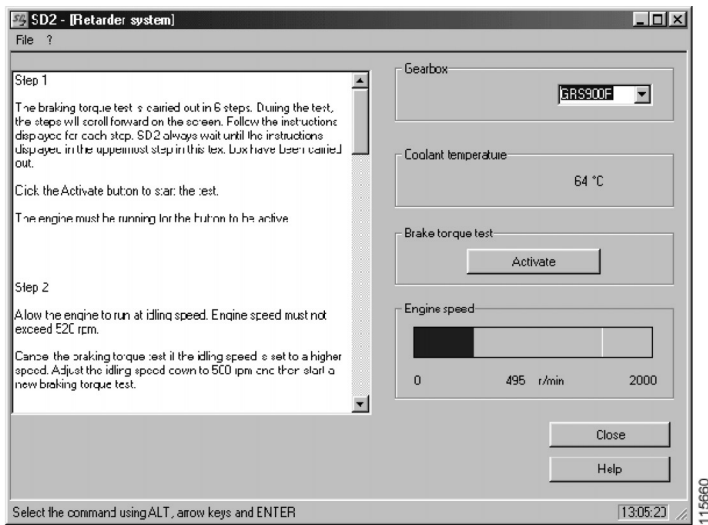 SD2 - [Retarder system]
File ?
Step 1
The braking torque test is carried out in 6 steps. During the test,
the steps will scroll forward on the screen. Follow the instructions
displayed for each step. SD2 always wait until the instructions
displayed in the uppermost step in this text box have been carried
out.
Click the Activate button to start the test.
The engine must be running for the button to be active
Step 2
Allow the engine to run at idling speed. Engine speed must not
exceed 520 rpm.
Cancel the braking torque test if the idling speed is set to a higher
speed. Adjust the idling speed down to 500 rpm and then start a
new braking torque test.
Gearbox
GRS900F
Coolant temperature
64 °C
Brake torque test
Activate
Engine speed
0 495 r/min 2000
Close
Help
Select the command using ALT, arrow keys and ENTER
13:05:23
115660